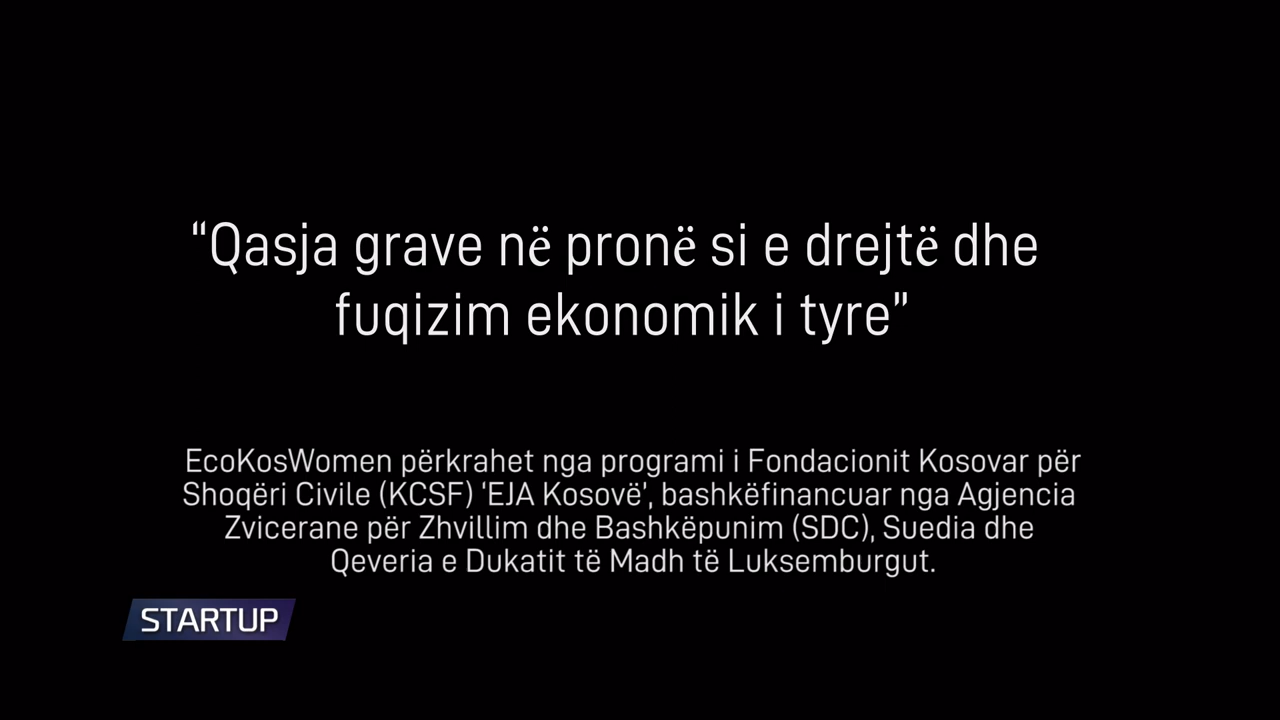 “Qasja grave në pronë si e drejtë dhe
fuqizim ekonomik i tyre”
EcoKosWomen përkrahet nga programi i Fondacionit Kosovar për
Shoqëri Civile (KCSF) ‘EJA Kosovë’, bashkëfinancuar nga Agjencia
Zvicerane për Zhvillim dhe Bashkëpunim (SDC), Suedia dhe
Qeveria e Dukatit të Madh të Luksemburgut.
STARTUP